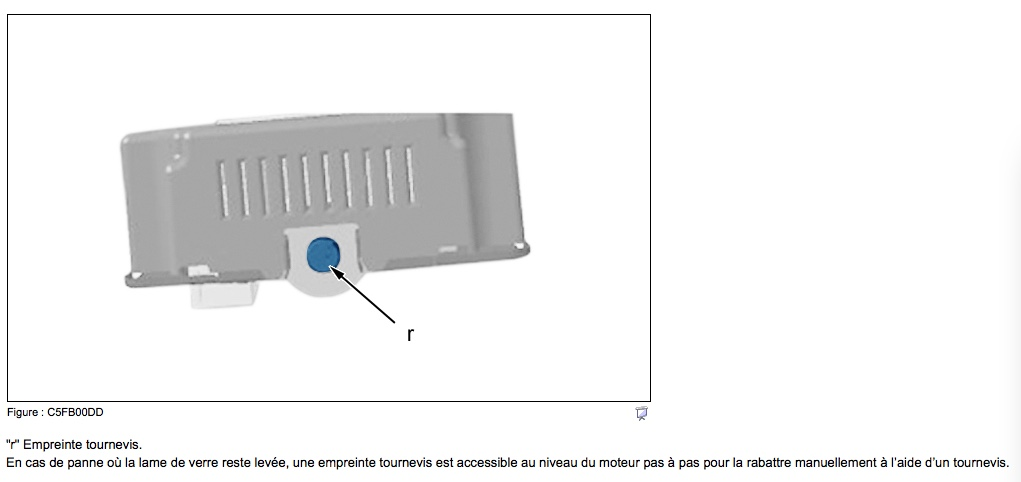 r
Figure : C5FB00DD
"r" Empreinte tournevis.
En cas de panne où la lame de verre reste levée, une empreinte tournevis est accessible au niveau du moteur pas à pas pour la rabattre manuellement à l'aide d'un tournevis.